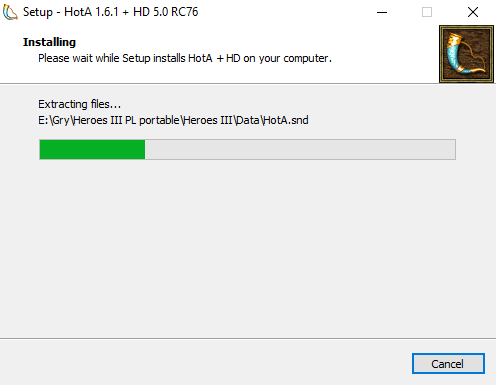 Setup - HotA 1.6.1 + HD 5.0 RC76
Installing
Please wait while Setup installs HotA + HD on your computer.
Extracting files...
E:\Gry\Heroes III PL portable\Heroes III\Data\HotA.snd
Cancel